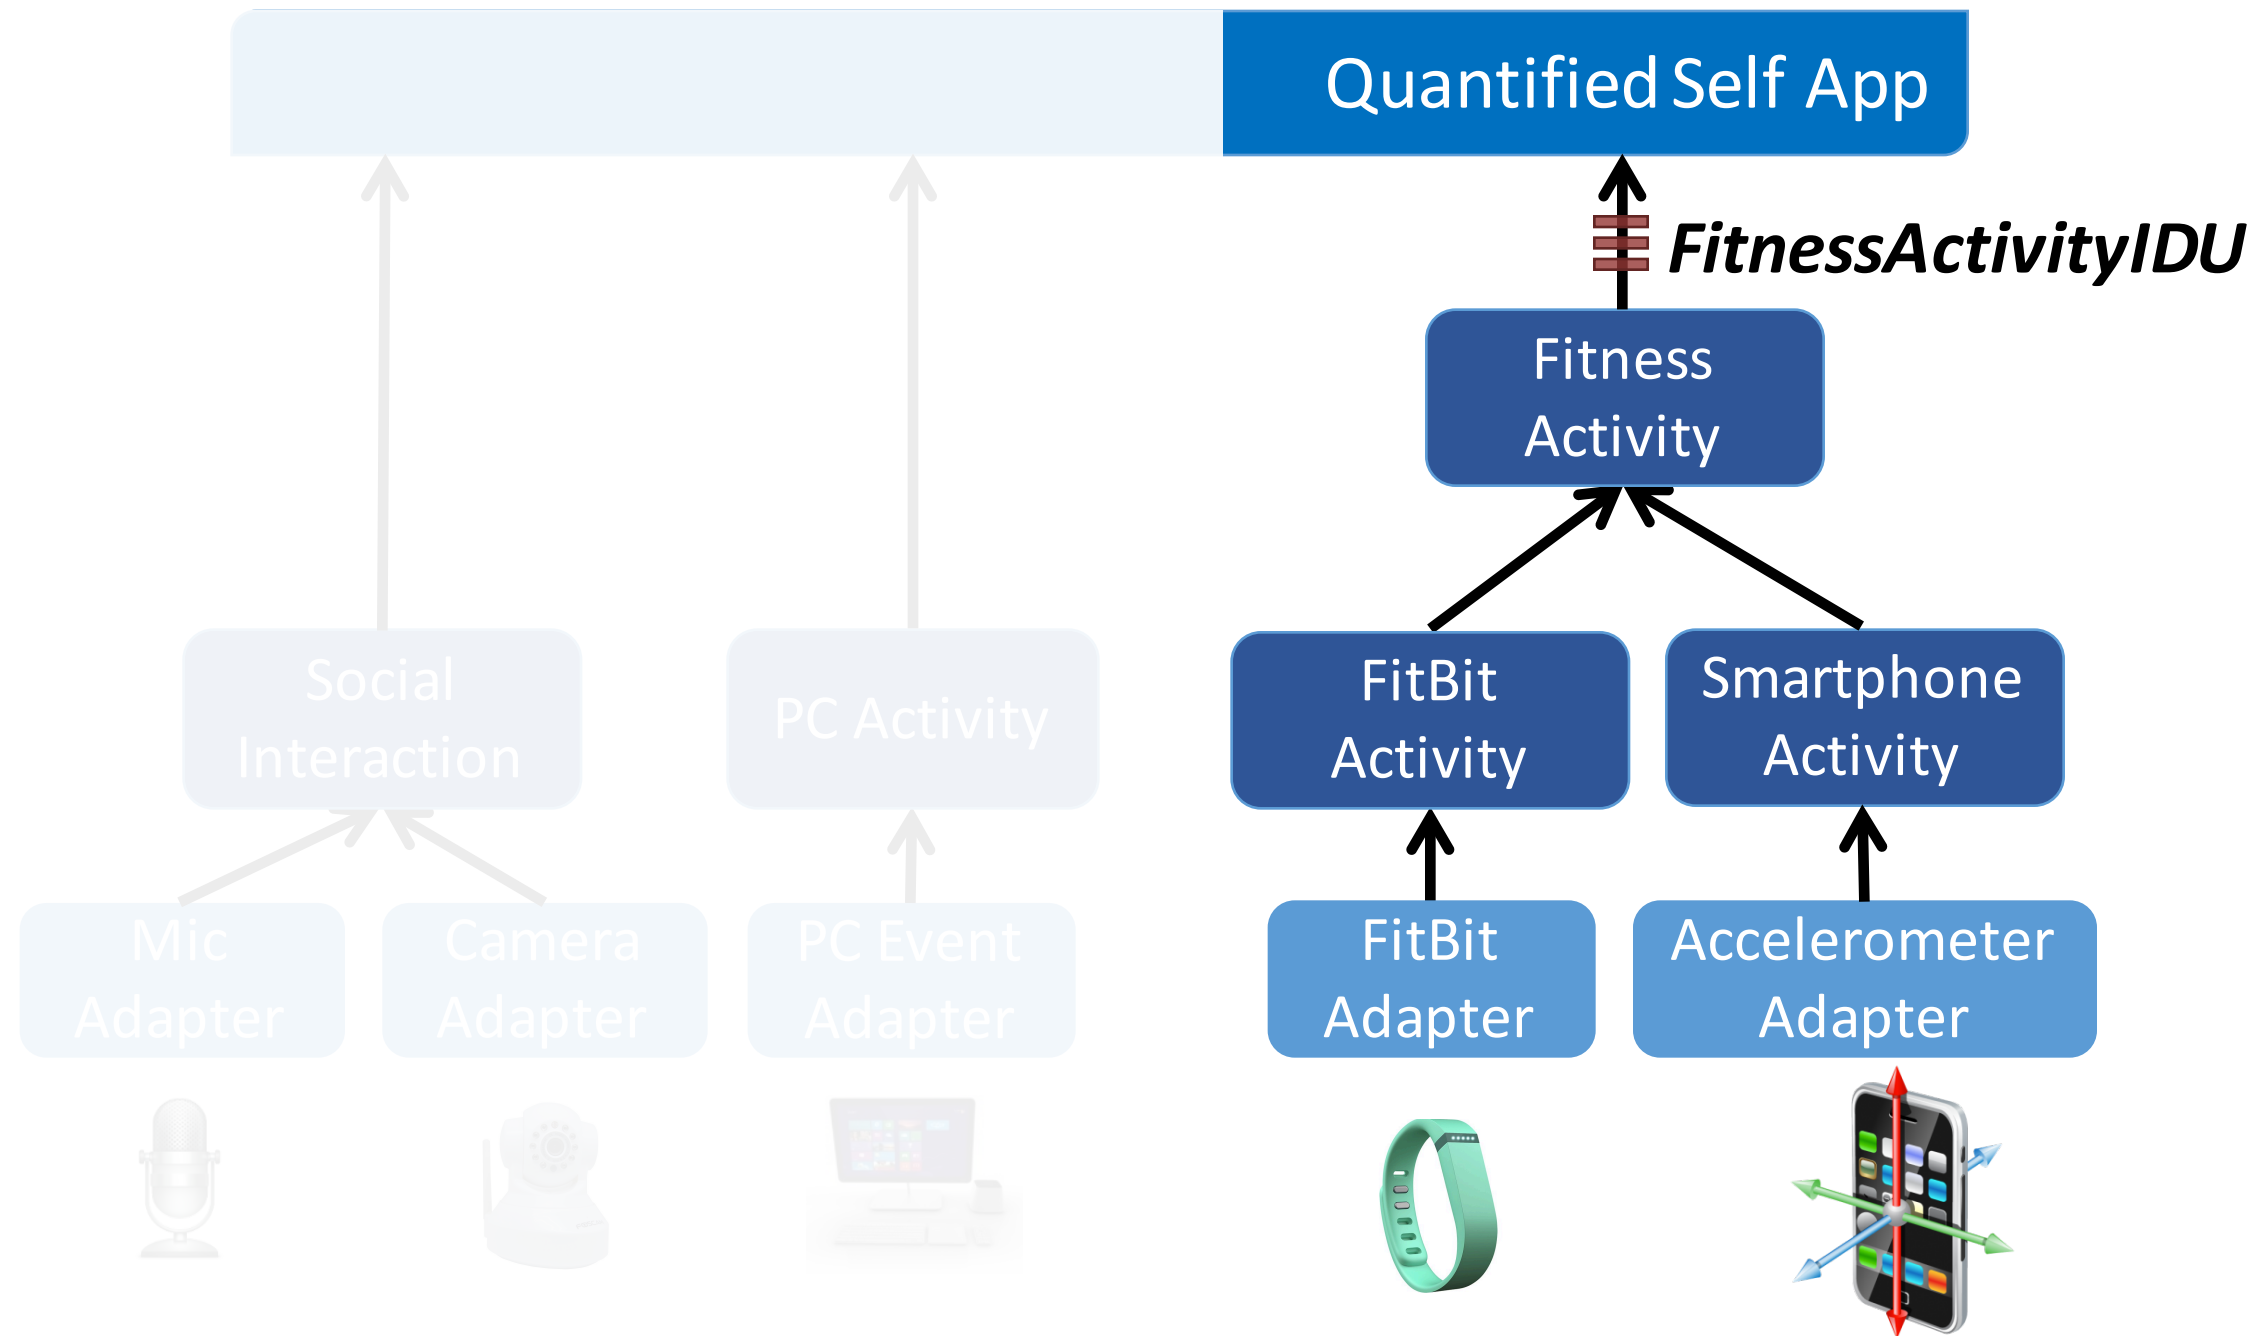 Quantified Self App
FitnessActivityIDU
Fitness
Activity
Social
Interaction
PC Activity
FitBit
Activity
Smartphone
Activity
Mic
Adapter
Camera
Adapter
PC Event
Adapter
FitBit
Adapter
Accelerometer
Adapter